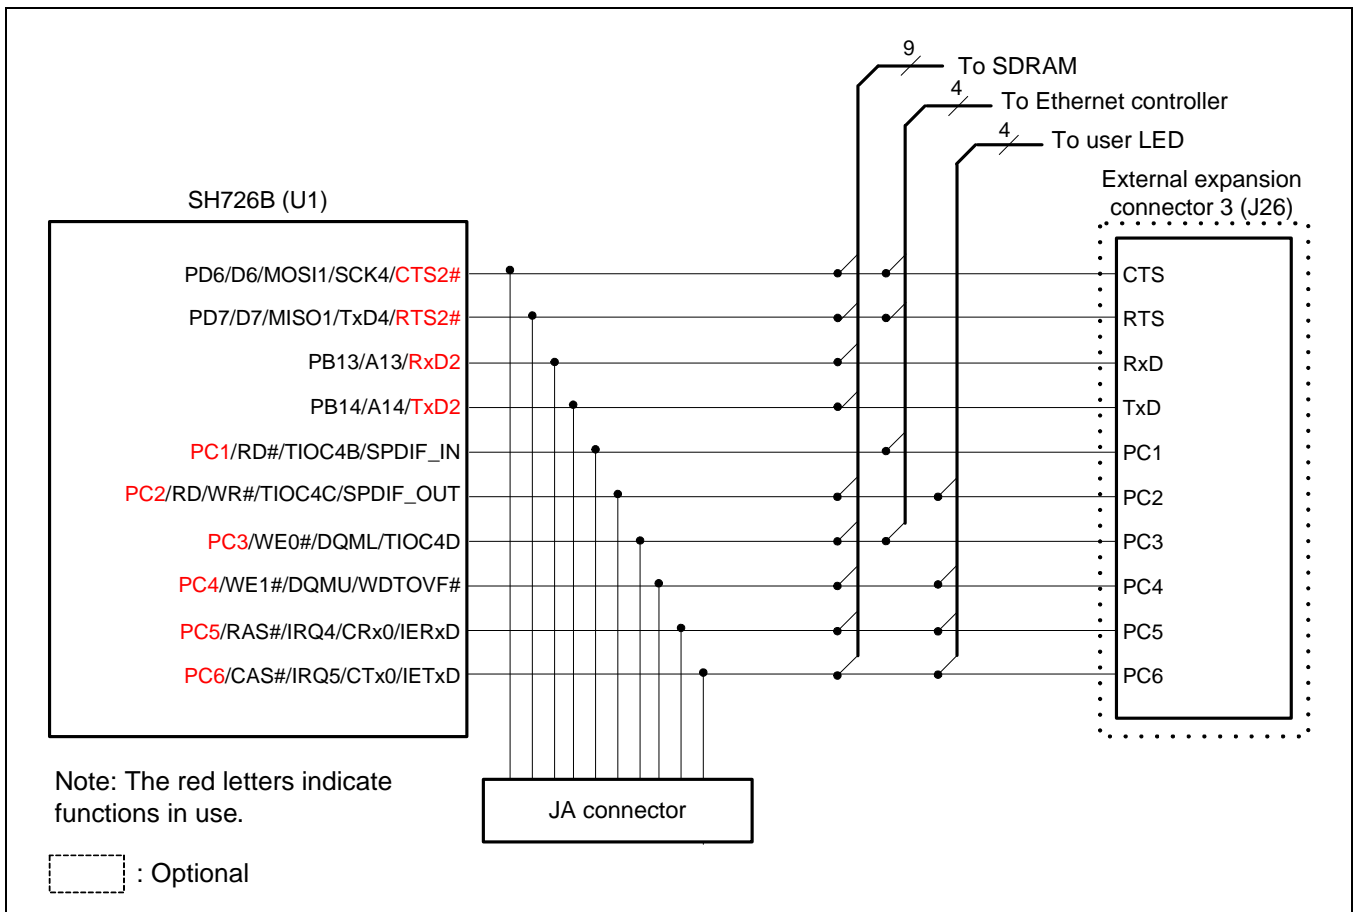 9
To SDRAM
4
To Ethernet controller
4
To user LED
External expansion
connector 3 (J26)
SH726B (U1)
PD6/D6/MOSI1/SCK4/CTS2#
CTS
PD7/D7/MISO1/TxD4/RTS2#
RTS
PB13/A13/RxD2
RxD
PB14/A14/TxD2
TxD
PC1/RD#/TIOC4B/SPDIF_IN
PC1
PC2/RD/WR#/TIOC4C/SPDIF_OUT
PC2
PC3/WE0#/DQML/TIOC4D
PC3
PC4/WE1#/DQMU/WDTOVF#
PC4
PC5/RAS#/IRQ4/CRx0/IERxD
PC5
PC6/CAS#/IRQ5/CTx0/IETxD
PC6
Note: The red letters indicate
functions in use.
JA connector
: Optional